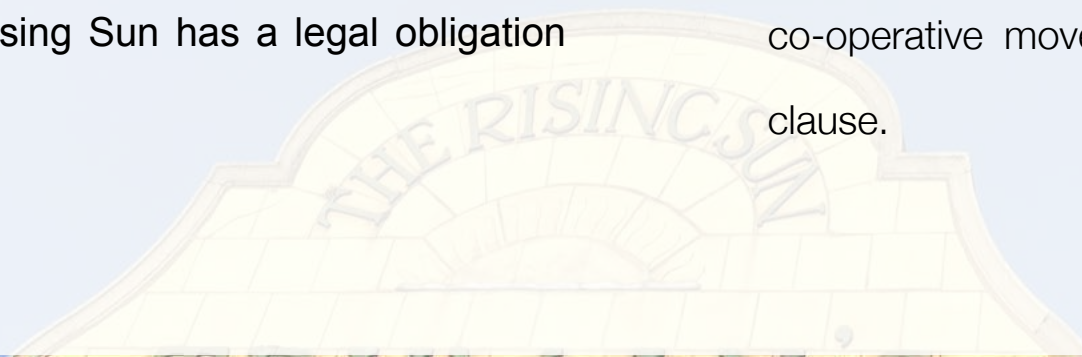 sing Sun has a legal obligation
co-operative move
clause.
THE RISING SUN